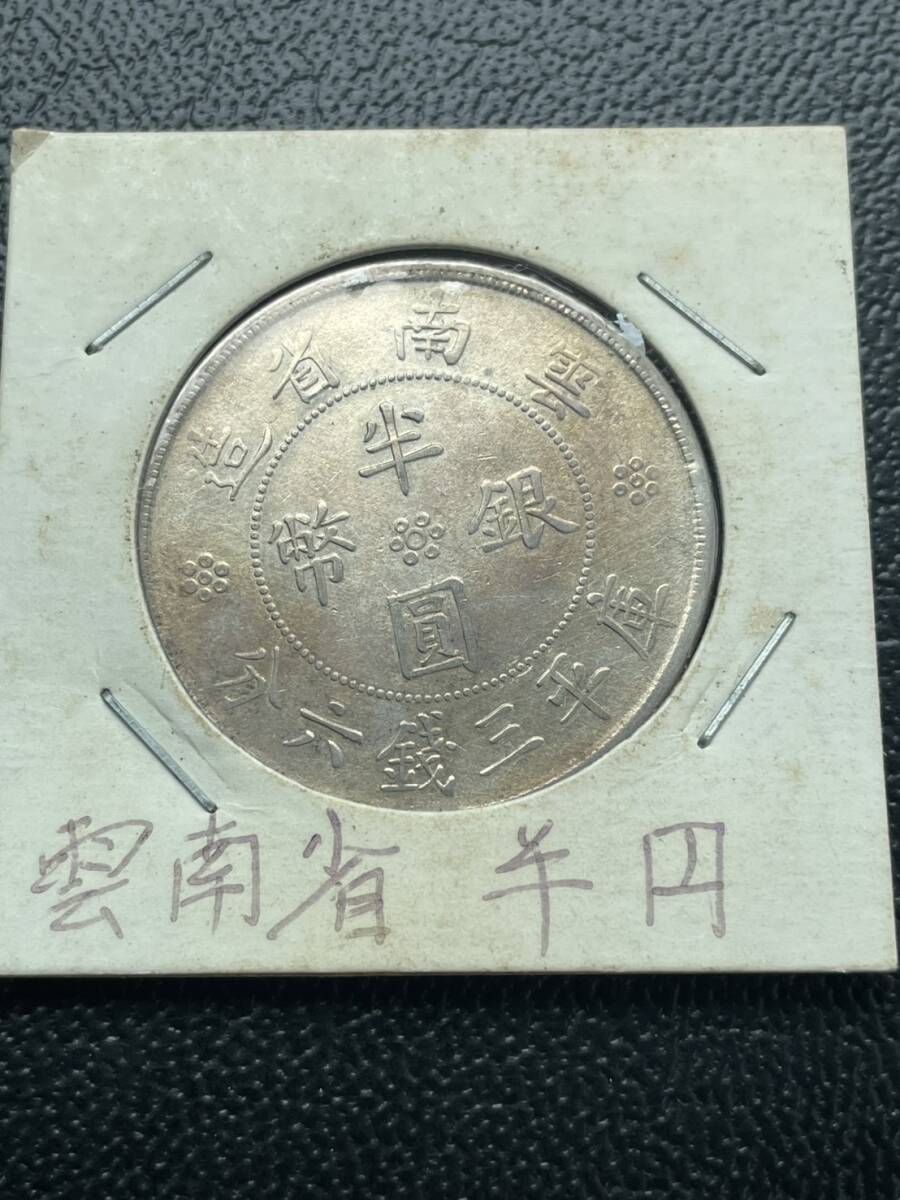 雲南省造
半圓
銀幣
庫平三錢六分
雲南省 半円